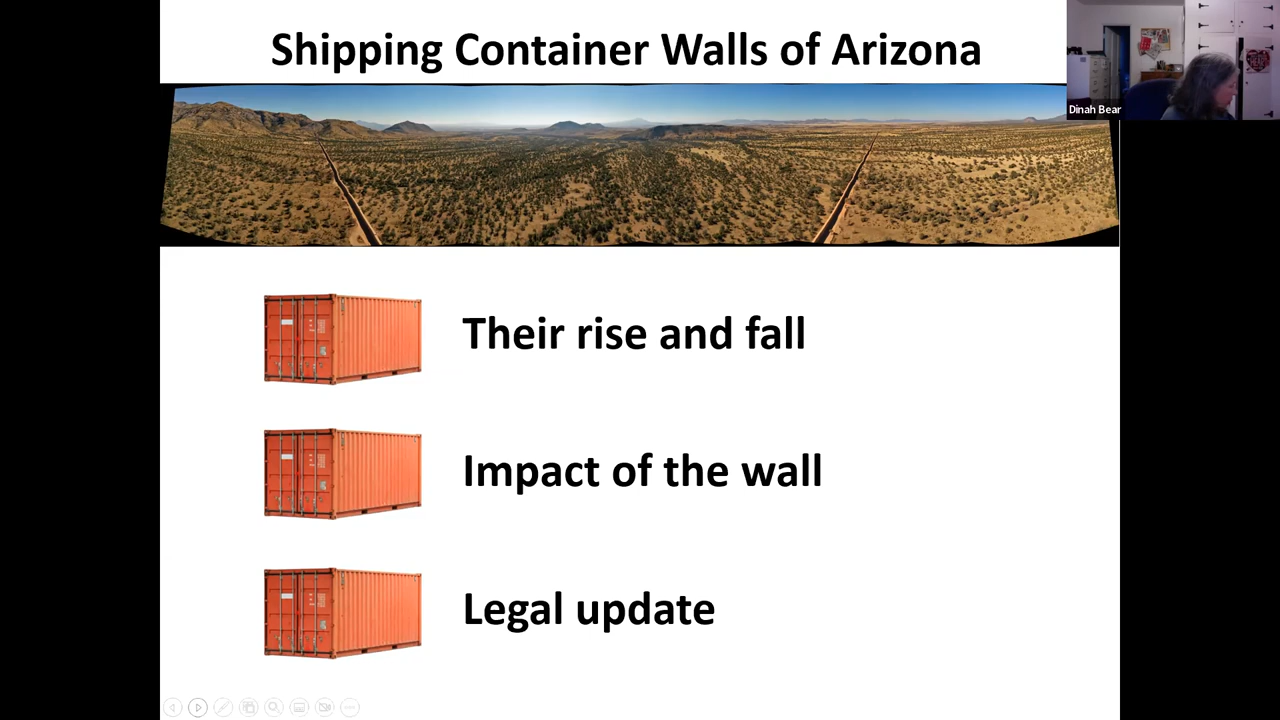 Shipping Container Walls of Arizona
Dinah Bear
Their rise and fall
Impact of the wall
Legal update